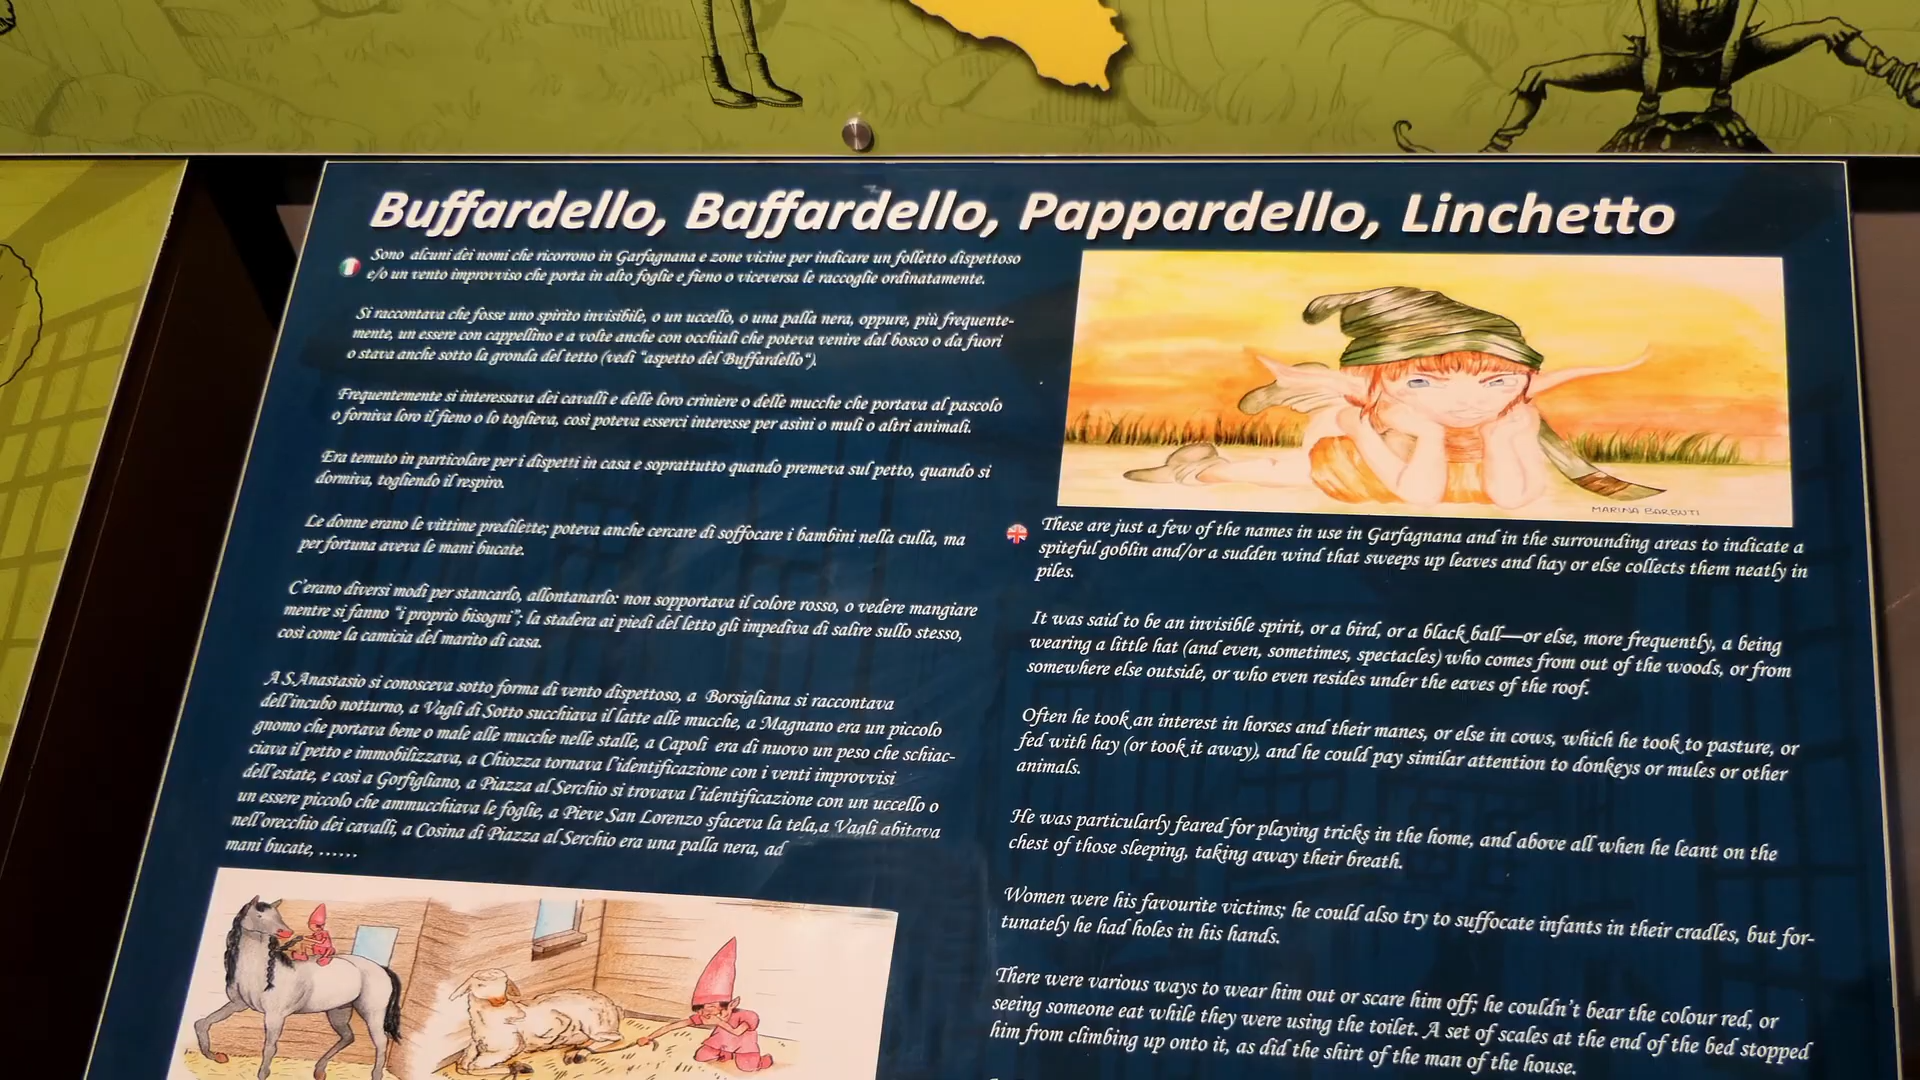 Buffardello, Baffardello, Pappardello, Linchetto
Sono alcuni dei nomi che ricorrono in Garfagnana e zone vicine per indicare un folletto dispettoso
e/o un vento improvviso che porta in alto foglie e fieno o viceversa le raccoglie ordinatamente.
Si raccontava che fosse uno spirito invisibile, o un uccello, o una palla nera, oppure, più frequente-
mente, un essere con cappellino e a volte anche con occhiali che poteva venire dal bosco o da fuori
o stava anche sotto la gronda del tetto (vedi "aspetto del Buffardello").
Frequentemente si interessava dei cavalli e delle loro criniere o delle mucche che portava al pascolo
o forniva loro il fieno o lo toglieva, così poteva esserci interesse per asini o muli o altri animali.
Era temuto in particolare per i dispetti in casa e soprattutto quando premeva sul petto, quando si
dormiva, togliendo il respiro.
Le donne erano le vittime predilette; poteva anche cercare di soffocare i bambini nella culla, ma
per fortuna aveva le mani bucate.
C'erano diversi modi per stancarlo, allontanarlo: non sopportava il colore rosso, o vedere mangiare
mentre si fanno "i proprio bisogni"; la stadera ai piedi del letto gli impediva di salire sullo stesso,
così come la camicia del marito di casa.
A S.Anastasio si conosceva sotto forma di vento dispettoso, a Borsigliana si raccontava
dell'incubo notturno, a Vagli di Sotto succhiava il latte alle mucche, a Magnano era un piccolo
gnomo che portava bene o male alle mucche nelle stalle, a Capoli era di nuovo un peso che schiac-
ciava il petto e immobilizzava, a Chiozza tornava l'identificazione con i venti improvvisi
dell'estate, e così a Gorfigliano, a Piazza al Serchio si trovava l'identificazione con un uccello o
un essere piccolo che ammucchiava le foglie, a Pieve San Lorenzo sfaceva la tela,a Vagli abitava
nell'orecchio dei cavalli, a Cosina di Piazza al Serchio era una palla nera, ad
mani bucate, ......
MARINA BARBUTI
These are just a few of the names in use in Garfagnana and in the surrounding areas to indicate a
spiteful goblin and/or a sudden wind that sweeps up leaves and hay or else collects them neatly in
piles.
It was said to be an invisible spirit, or a bird, or a black ball—or else, more frequently, a being
wearing a little hat (and even, sometimes, spectacles) who comes from out of the woods, or from
somewhere else outside, or who even resides under the eaves of the roof.
Often he took an interest in horses and their manes, or else in cows, which he took to pasture, or
fed with hay (or took it away), and he could pay similar attention to donkeys or mules or other
animals.
He was particularly feared for playing tricks in the home, and above all when he leant on the
chest of those sleeping, taking away their breath.
Women were his favourite victims; he could also try to suffocate infants in their cradles, but for-
tunately he had holes in his hands.
There were various ways to wear him out or scare him off; he couldn't bear the colour red, or
seeing someone eat while they were using the toilet. A set of scales at the end of the bed stopped
him from climbing up onto it, as did the shirt of the man of the house.